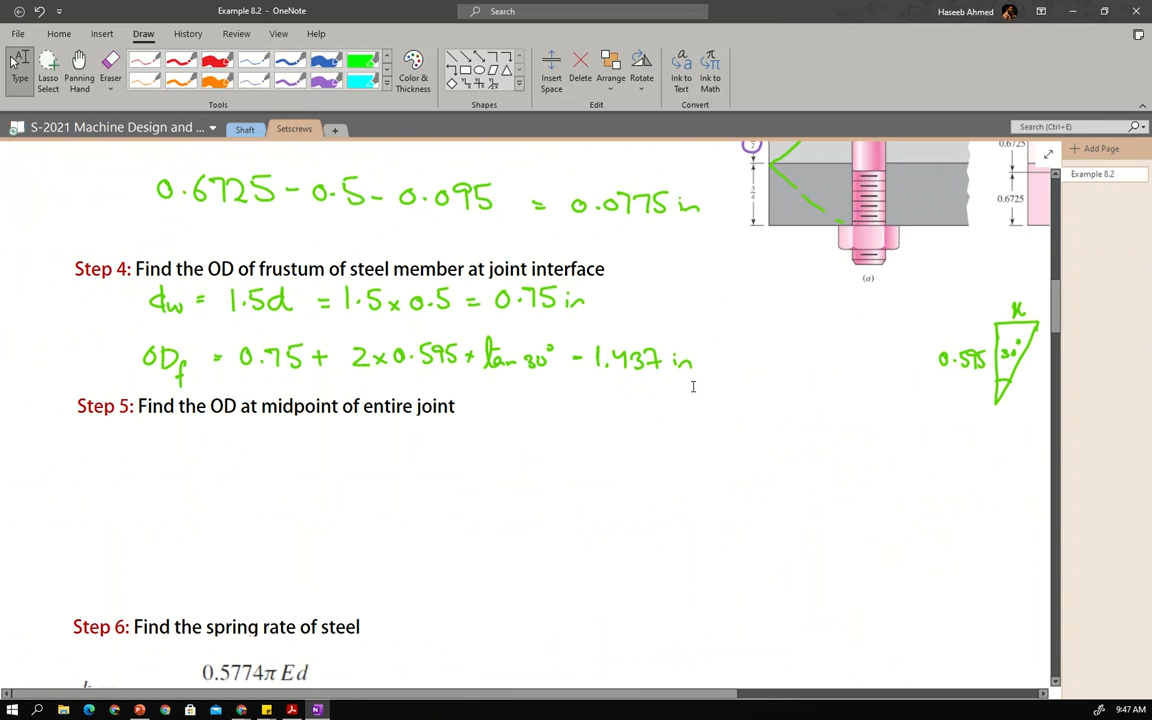 Example 8.2 - OneNote
Search
Haseeb Ahmed
File Home Insert Draw History Review View Help
Type
Lasso Select
Panning Hand
Eraser
Color & Thickness
Insert Space
Delete
Arrange
Rotate
Ink to Text
Ink to Math
Tools
Shapes
Edit
Convert
S-2021 Machine Design and ...
Shaft
Setscrews
Search (Ctrl+E)
Add Page
Example 8.2
0.6725
0.6725
(a)
0.6725 - 0.5 - 0.095 = 0.0775 in
Step 4: Find the OD of frustum of steel member at joint interface
dw = 1.5d = 1.5 × 0.5 = 0.75 in
ODf = 0.75 + 2 × 0.595 × tan 30° = 1.437 in
x
30°
0.595
Step 5: Find the OD at midpoint of entire joint
Step 6: Find the spring rate of steel
0.5774π Ed
9:47 AM